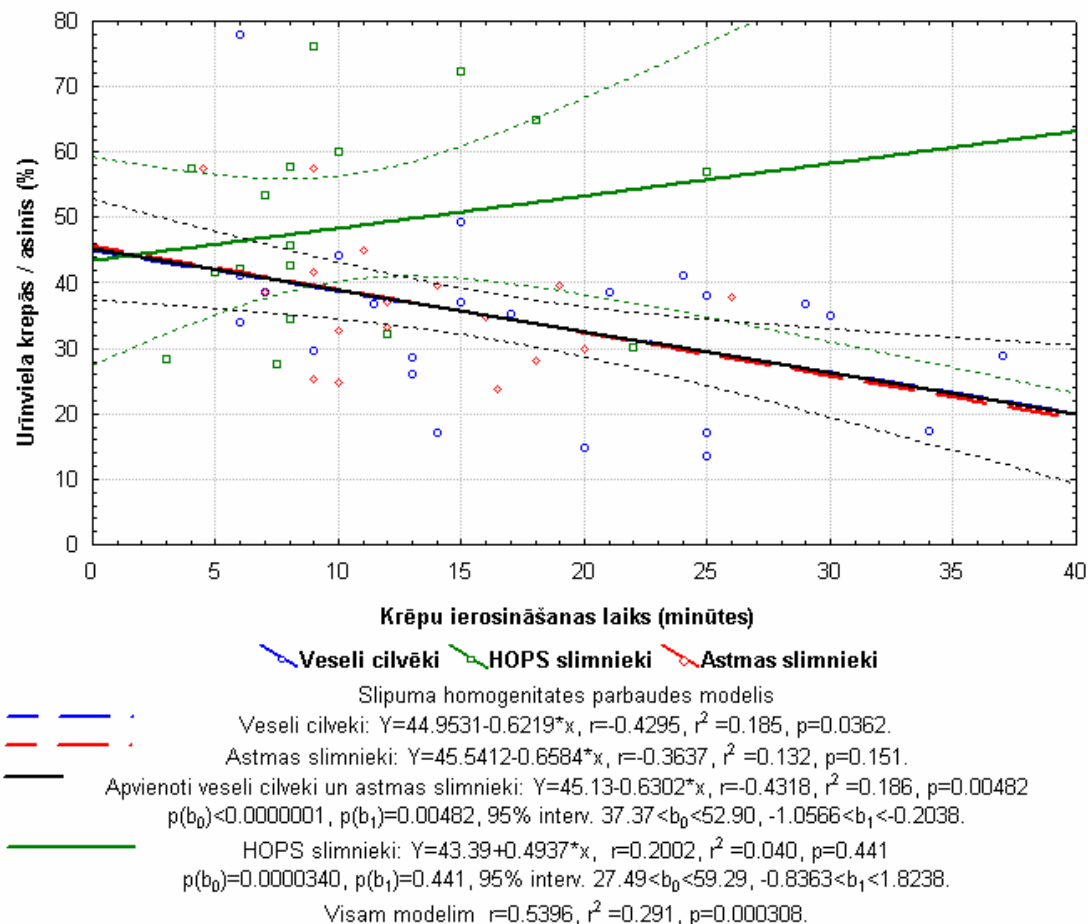 80
70
60
50
40
30
20
10
0
Urīnviela krēpās / asinīs (%)
0 5 10 15 20 25 30 35 40
Krēpu ierosināšanas laiks (minūtes)
Veseli cilvēki HOPS slimnieki Astmas slimnieki
Slipuma homogenitates parbaudes modelis
Veseli cilveki: Y=44.9531-0.6219*x, r=-0.4295, r² =0.185, p=0.0362.
Astmas slimnieki: Y=45.5412-0.6584*x, r=-0.3637, r² =0.132, p=0.151.
Apvienoti veseli cilveki un astmas slimnieki: Y=45.13-0.6302*x, r=-0.4318, r² =0.186, p=0.00482
p(b₀)<0.0000001, p(b₁)=0.00482, 95% interv. 37.37<b₀<52.90, -1.0566<b₁<-0.2038.
HOPS slimnieki: Y=43.39+0.4937*x, r=0.2002, r² =0.040, p=0.441
p(b₀)=0.0000340, p(b₁)=0.441, 95% interv. 27.49<b₀<59.29, -0.8363<b₁<1.8238.
Visam modelim r=0.5396, r² =0.291, p=0.000308.